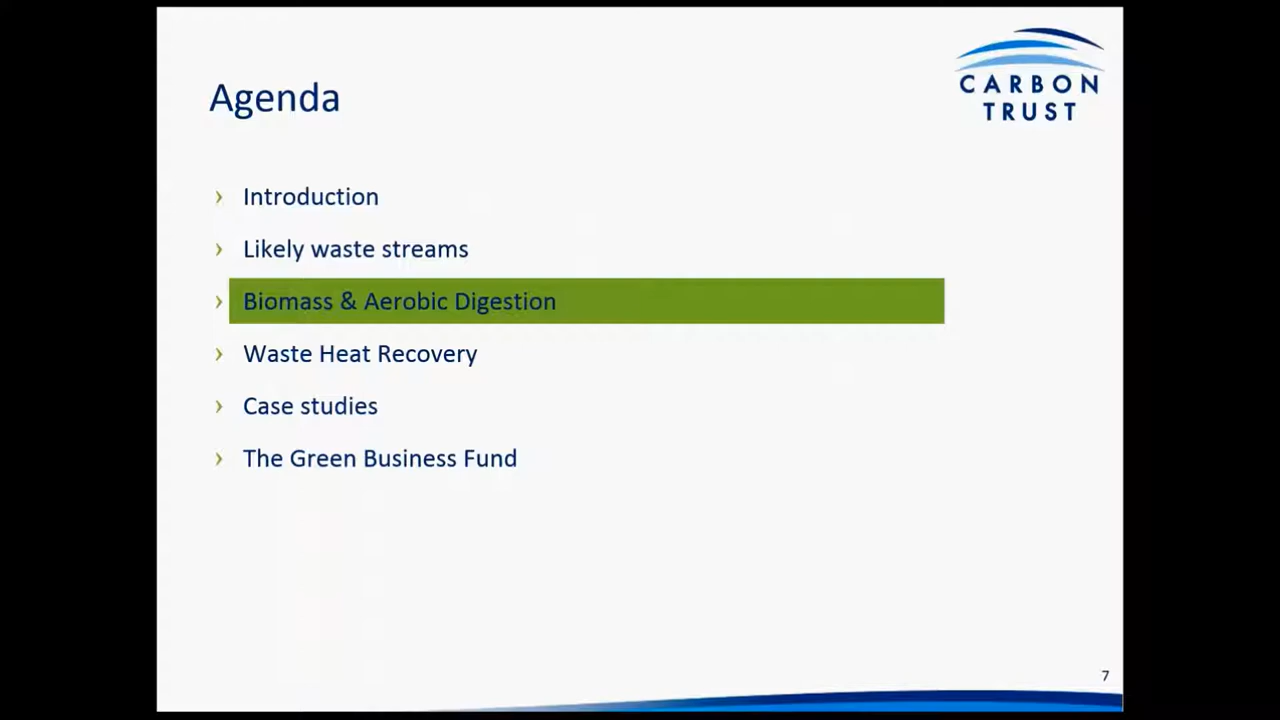 CARBON
TRUST
Agenda
› Introduction
› Likely waste streams
› Biomass & Aerobic Digestion
› Waste Heat Recovery
› Case studies
› The Green Business Fund
7